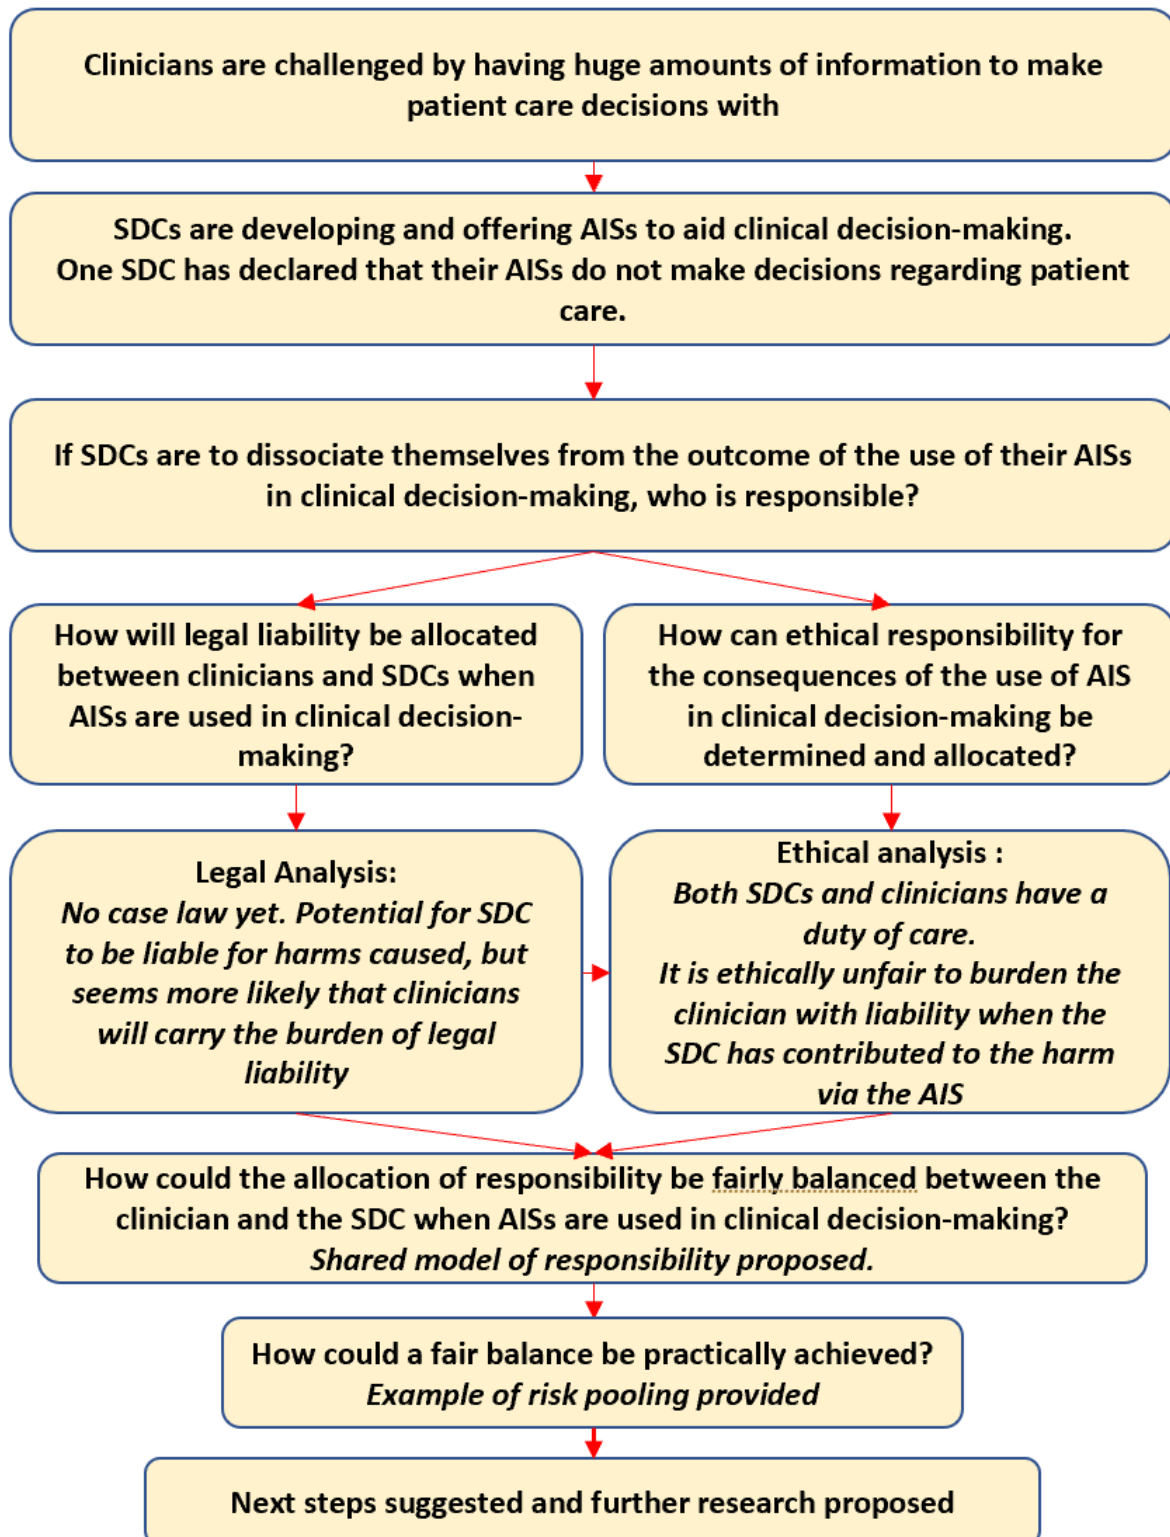 Clinicians are challenged by having huge amounts of information to make
patient care decisions with
SDCs are developing and offering AISs to aid clinical decision-making.
One SDC has declared that their AISs do not make decisions regarding patient
care.
If SDCs are to dissociate themselves from the outcome of the use of their AISs
in clinical decision-making, who is responsible?
How will legal liability be allocated
between clinicians and SDCs when
AISs are used in clinical decision-
making?
How can ethical responsibility for
the consequences of the use of AIS
in clinical decision-making be
determined and allocated?
Legal Analysis:
No case law yet. Potential for SDC
to be liable for harms caused, but
seems more likely that clinicians
will carry the burden of legal
liability
Ethical analysis :
Both SDCs and clinicians have a
duty of care.
It is ethically unfair to burden the
clinician with liability when the
SDC has contributed to the harm
via the AIS
How could the allocation of responsibility be fairly balanced between the
clinician and the SDC when AISs are used in clinical decision-making?
Shared model of responsibility proposed.
How could a fair balance be practically achieved?
Example of risk pooling provided
Next steps suggested and further research proposed